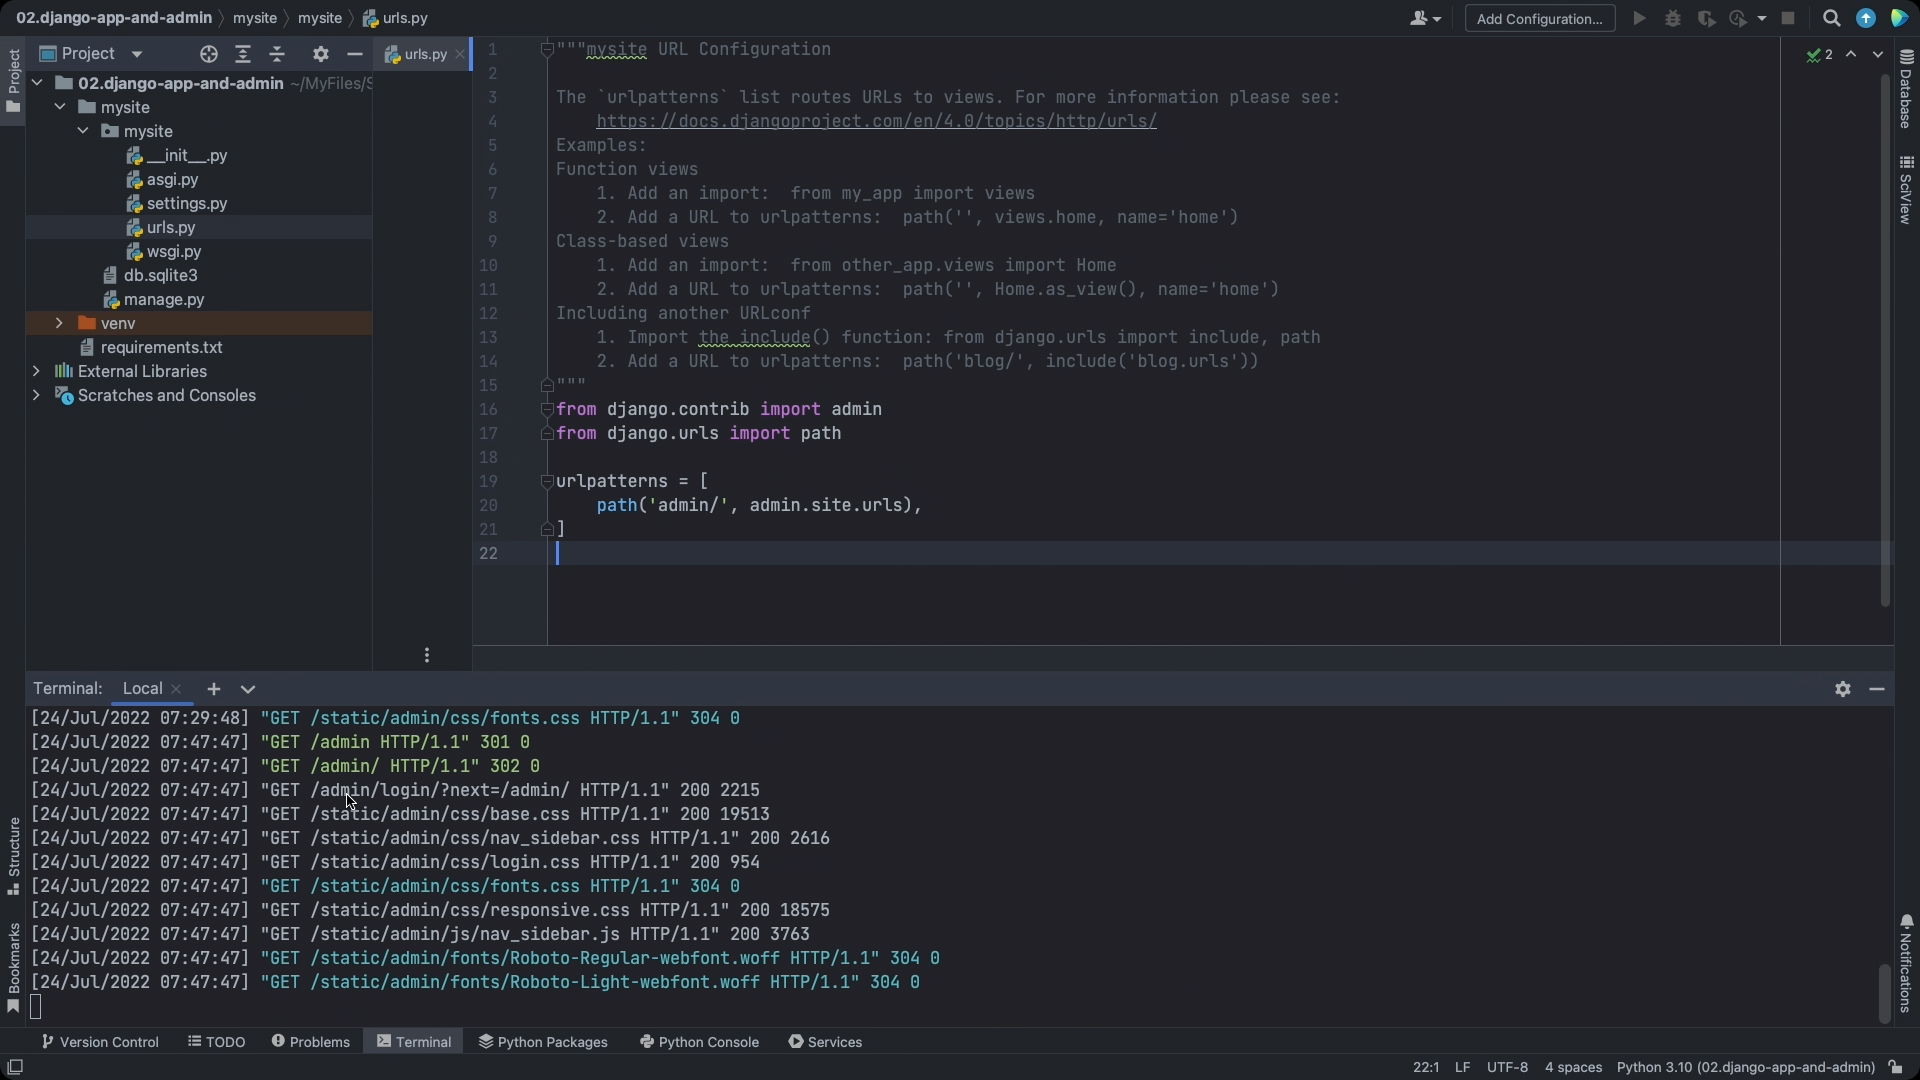 02.django-app-and-admin mysite mysite urls.py
Add Configuration...
Project
Project
urls.py
02.django-app-and-admin ~/MyFiles/S
mysite
mysite
__init__.py
asgi.py
settings.py
urls.py
wsgi.py
db.sqlite3
manage.py
venv
requirements.txt
External Libraries
Scratches and Consoles
1 """mysite URL Configuration
2
3 The `urlpatterns` list routes URLs to views. For more information please see:
4 https://docs.djangoproject.com/en/4.0/topics/http/urls/
5 Examples:
6 Function views
7 1. Add an import:  from my_app import views
8 2. Add a URL to urlpatterns:  path('', views.home, name='home')
9 Class-based views
10 1. Add an import:  from other_app.views import Home
11 2. Add a URL to urlpatterns:  path('', Home.as_view(), name='home')
12 Including another URLconf
13 1. Import the include() function: from django.urls import include, path
14 2. Add a URL to urlpatterns:  path('blog/', include('blog.urls'))
15 """
16 from django.contrib import admin
17 from django.urls import path
18
19 urlpatterns = [
20 path('admin/', admin.site.urls),
21 ]
22
2
Database
SciView
Notifications
Structure
Bookmarks
Terminal: Local
[24/Jul/2022 07:29:48] "GET /static/admin/css/fonts.css HTTP/1.1" 304 0
[24/Jul/2022 07:47:47] "GET /admin HTTP/1.1" 301 0
[24/Jul/2022 07:47:47] "GET /admin/ HTTP/1.1" 302 0
[24/Jul/2022 07:47:47] "GET /admin/login/?next=/admin/ HTTP/1.1" 200 2215
[24/Jul/2022 07:47:47] "GET /static/admin/css/base.css HTTP/1.1" 200 19513
[24/Jul/2022 07:47:47] "GET /static/admin/css/nav_sidebar.css HTTP/1.1" 200 2616
[24/Jul/2022 07:47:47] "GET /static/admin/css/login.css HTTP/1.1" 200 954
[24/Jul/2022 07:47:47] "GET /static/admin/css/fonts.css HTTP/1.1" 304 0
[24/Jul/2022 07:47:47] "GET /static/admin/css/responsive.css HTTP/1.1" 200 18575
[24/Jul/2022 07:47:47] "GET /static/admin/js/nav_sidebar.js HTTP/1.1" 200 3763
[24/Jul/2022 07:47:47] "GET /static/admin/fonts/Roboto-Regular-webfont.woff HTTP/1.1" 304 0
[24/Jul/2022 07:47:47] "GET /static/admin/fonts/Roboto-Light-webfont.woff HTTP/1.1" 304 0
Version Control TODO Problems Terminal Python Packages Python Console Services
22:1 LF UTF-8 4 spaces Python 3.10 (02.django-app-and-admin)